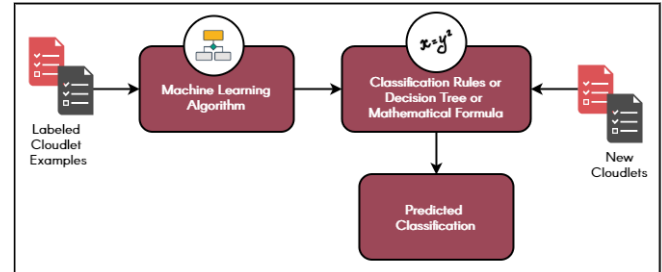 x=y²
Machine Learning
Algorithm
Classification Rules or
Decision Tree or
Mathematical Formula
Labeled
Cloudlet
Examples
New
Cloudlets
Predicted
Classification